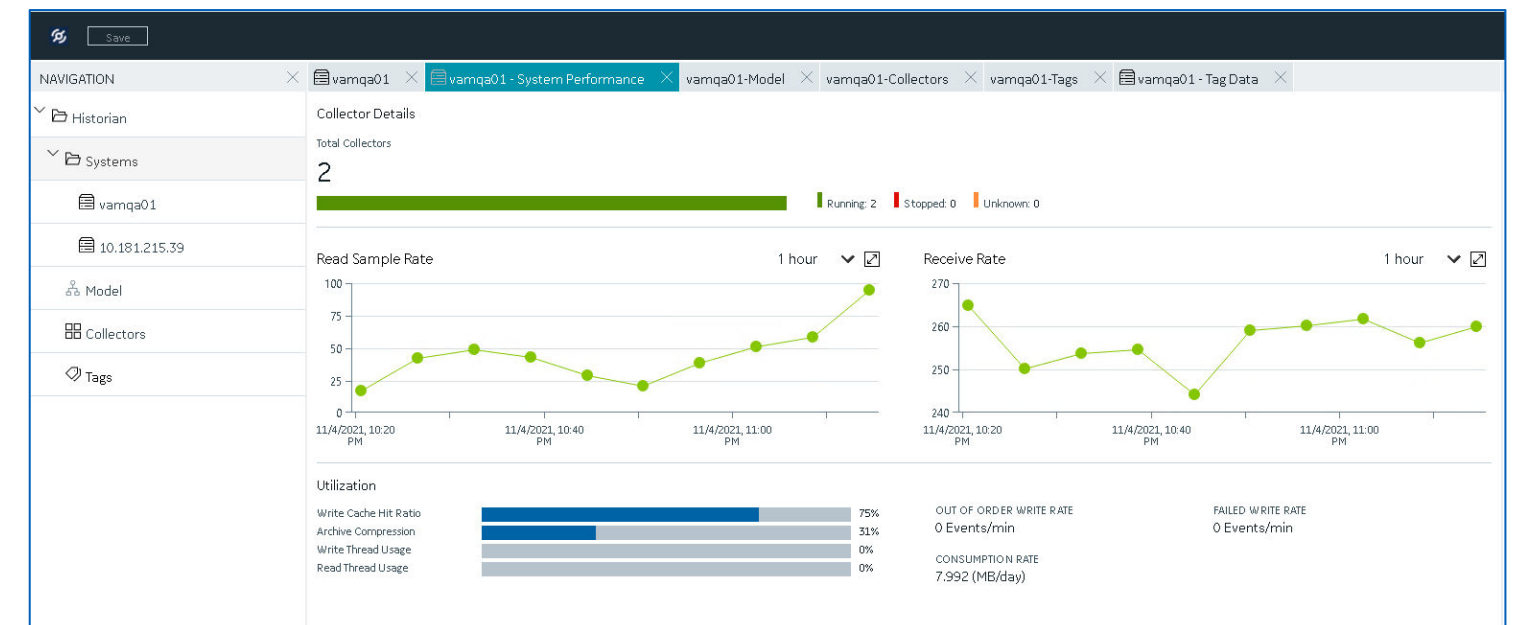 Save
NAVIGATION
vamqa01
vamqa01 - System Performance
vamqa01-Model
vamqa01-Collectors
vamqa01-Tags
vamqa01 - Tag Data
Historian
Systems
vamqa01
10.181.215.39
Model
Collectors
Tags
Collector Details
Total Collectors
2
Running: 2
Stopped: 0
Unknown: 0
Read Sample Rate
1 hour
100
75
50
25
0
11/4/2021, 10:20
PM
11/4/2021, 10:40
PM
11/4/2021, 11:00
PM
Receive Rate
1 hour
270
260
250
240
11/4/2021, 10:20
PM
11/4/2021, 10:40
PM
11/4/2021, 11:00
PM
Utilization
Write Cache Hit Ratio 75%
Archive Compression 31%
Write Thread Usage 0%
Read Thread Usage 0%
OUT OF ORDER WRITE RATE
0 Events/min
FAILED WRITE RATE
0 Events/min
CONSUMPTION RATE
7.992 (MB/day)